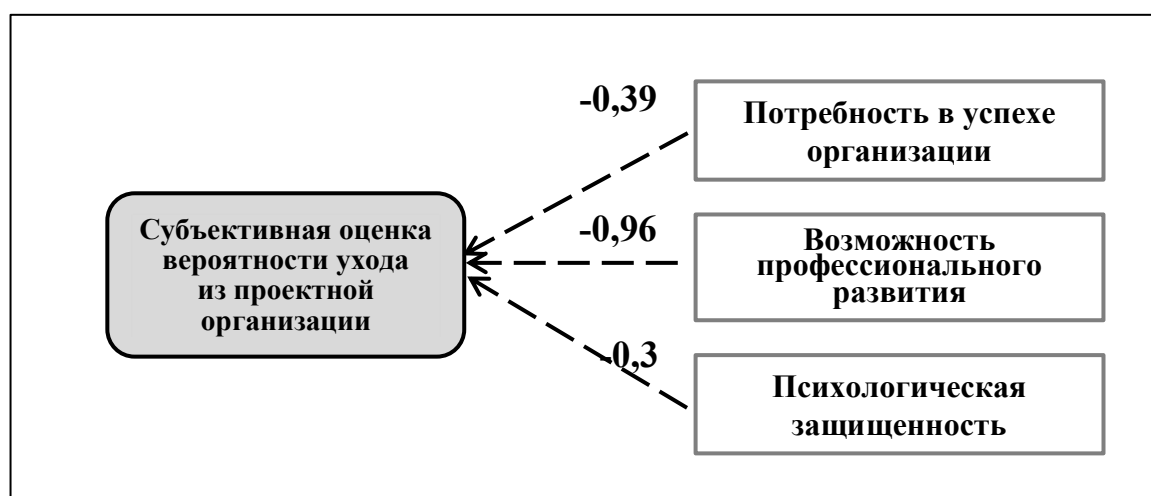 -0,39
Потребность в успехе
организации
Субъективная оценка
вероятности ухода
из проектной
организации
-0,96
Возможность
профессионального
развития
-0,3
Психологическая
защищенность